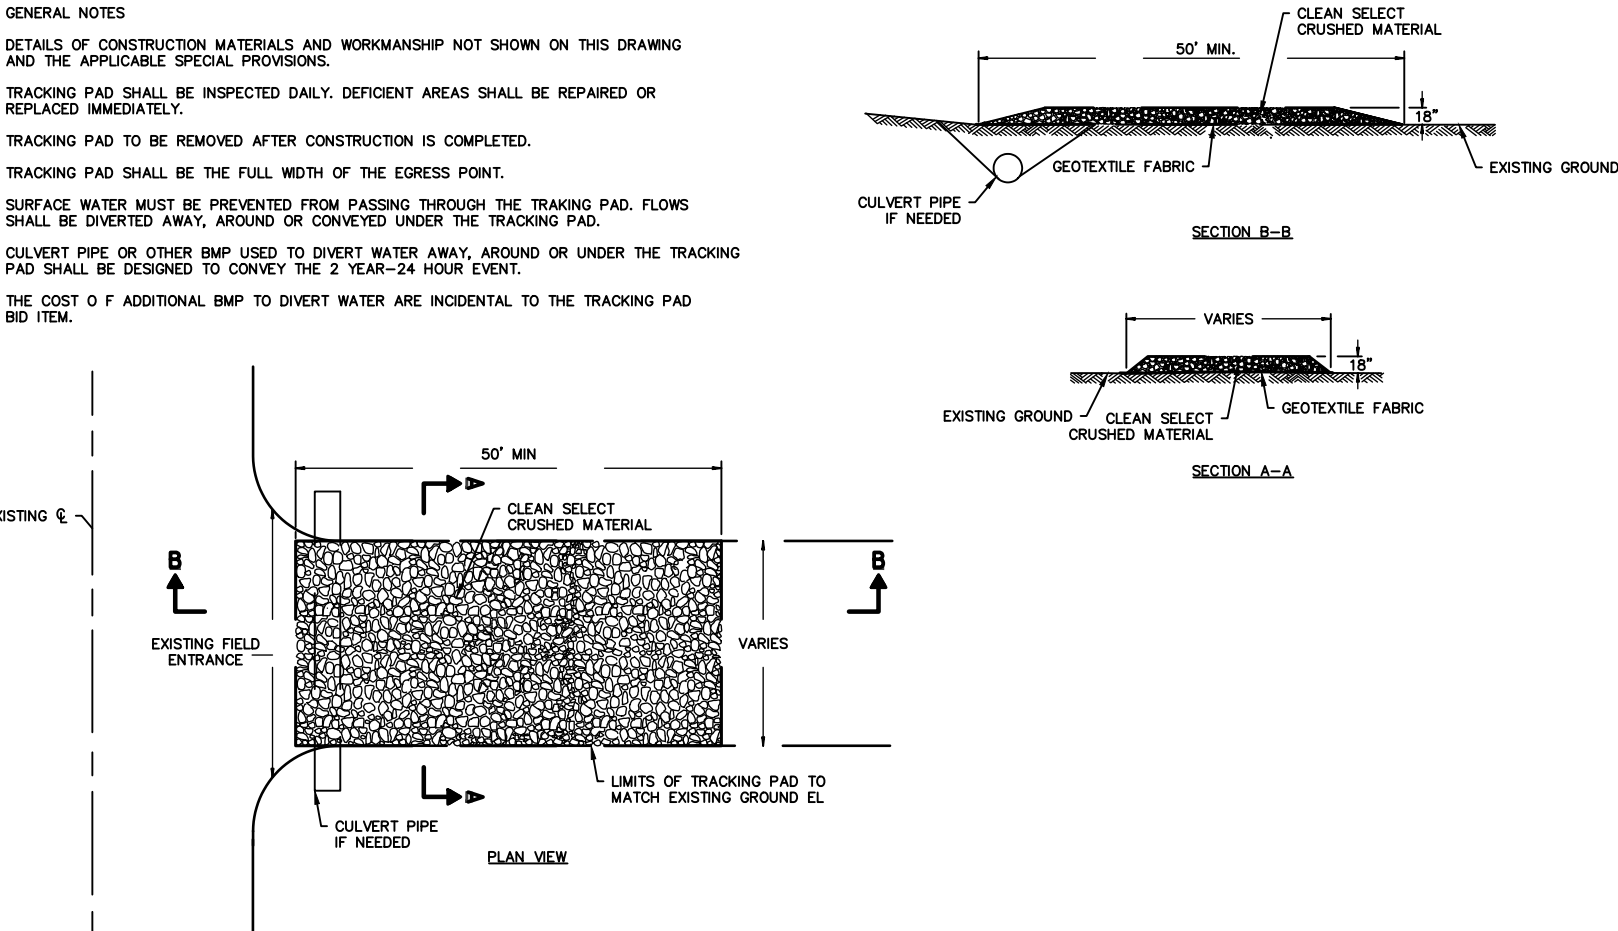 GENERAL NOTES
DETAILS OF CONSTRUCTION MATERIALS AND WORKMANSHIP NOT SHOWN ON THIS DRAWING
AND THE APPLICABLE SPECIAL PROVISIONS.
TRACKING PAD SHALL BE INSPECTED DAILY. DEFICIENT AREAS SHALL BE REPAIRED OR
REPLACED IMMEDIATELY.
TRACKING PAD TO BE REMOVED AFTER CONSTRUCTION IS COMPLETED.
TRACKING PAD SHALL BE THE FULL WIDTH OF THE EGRESS POINT.
SURFACE WATER MUST BE PREVENTED FROM PASSING THROUGH THE TRAKING PAD. FLOWS
SHALL BE DIVERTED AWAY, AROUND OR CONVEYED UNDER THE TRACKING PAD.
CULVERT PIPE OR OTHER BMP USED TO DIVERT WATER AWAY, AROUND OR UNDER THE TRACKING
PAD SHALL BE DESIGNED TO CONVEY THE 2 YEAR-24 HOUR EVENT.
THE COST O F ADDITIONAL BMP TO DIVERT WATER ARE INCIDENTAL TO THE TRACKING PAD
BID ITEM.
CLEAN SELECT
CRUSHED MATERIAL
50' MIN.
18"
GEOTEXTILE FABRIC
EXISTING GROUND
CULVERT PIPE
IF NEEDED
SECTION B-B
VARIES
18"
EXISTING GROUND
CLEAN SELECT
CRUSHED MATERIAL
GEOTEXTILE FABRIC
SECTION A-A
50' MIN
A
CLEAN SELECT
CRUSHED MATERIAL
XISTING ℄
B
B
EXISTING FIELD
ENTRANCE
VARIES
A
LIMITS OF TRACKING PAD TO
MATCH EXISTING GROUND EL
CULVERT PIPE
IF NEEDED
PLAN VIEW